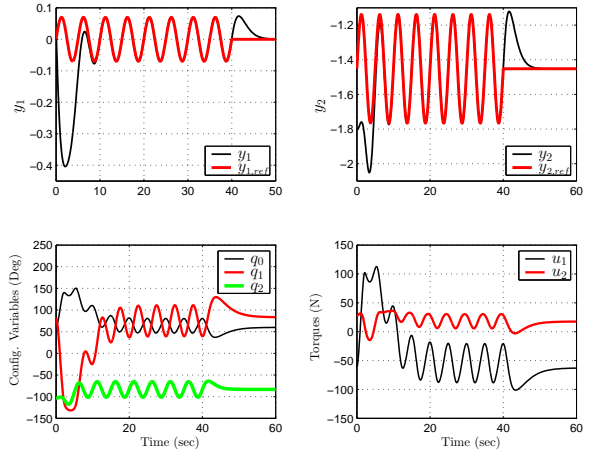 0.1
0
−0.1
−0.2
−0.3
−0.4
y1
0 10 20 30 40 50
y1
y1,ref
−1.2
−1.4
−1.6
−1.8
−2
y2
0 20 40 60
y2
y2,ref
250
200
150
100
50
0
−50
−100
−150
Config. Variables (Deg)
0 20 40 60
Time (sec)
q0
q1
q2
150
100
50
0
−50
−100
−150
Torques (N)
0 20 40 60
Time (sec)
u1
u2